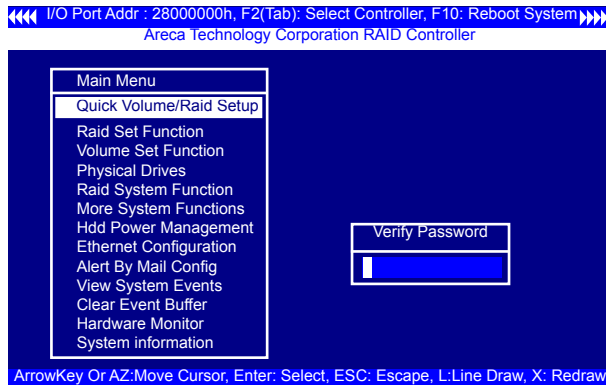 I/O Port Addr : 28000000h, F2(Tab): Select Controller, F10: Reboot System
Areca Technology Corporation RAID Controller
Main Menu
Quick Volume/Raid Setup
Raid Set Function
Volume Set Function
Physical Drives
Raid System Function
More System Functions
Hdd Power Management
Ethernet Configuration
Alert By Mail Config
View System Events
Clear Event Buffer
Hardware Monitor
System information
Verify Password
ArrowKey Or AZ:Move Cursor, Enter: Select, ESC: Escape, L:Line Draw, X: Redraw